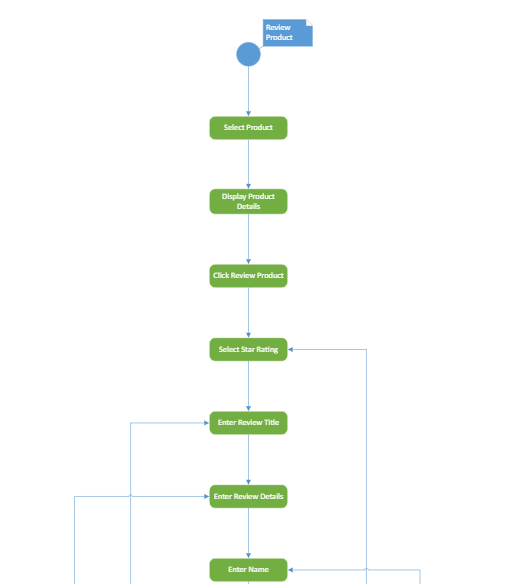 Review
Product
Select Product
Display Product
Details
Click Review Product
Select Star Rating
Enter Review Title
Enter Review Details
Enter Name